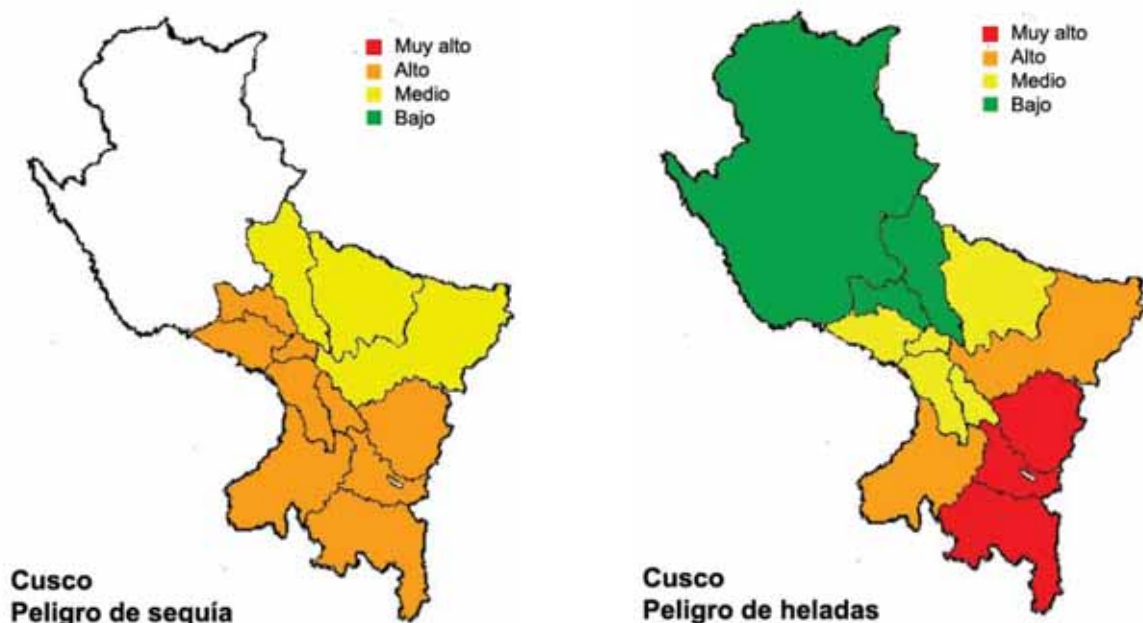 Muy alto
Alto
Medio
Bajo
Cusco
Peligro de sequía
Muy alto
Alto
Medio
Bajo
Cusco
Peligro de heladas